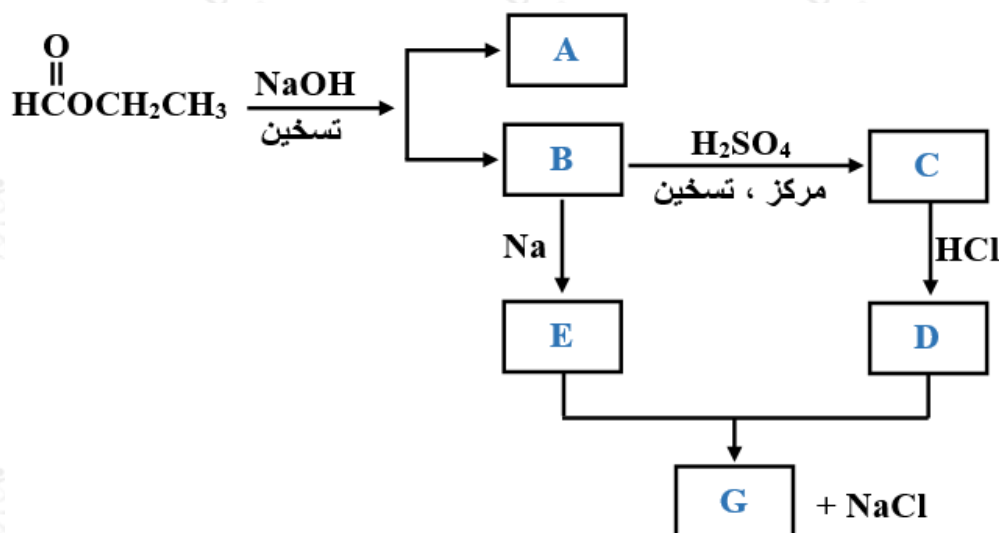 O
||
HCOCH₂CH₃
NaOH
تسخين
A
B
H₂SO₄
مركز ، تسخين
C
Na
HCl
E
D
G
+ NaCl